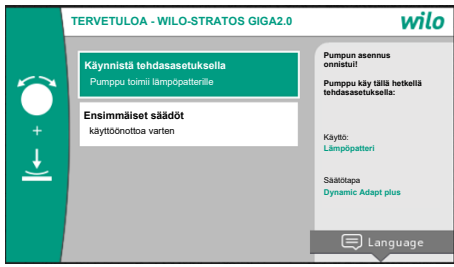 TERVETULOA - WILO-STRATOS GIGA2.0
wilo
Käynnistä tehdasasetuksella
Pumppu toimii lämpöpatterille
Ensimmäiset säädöt
käyttöönottoa varten
+
Pumpun asennus
onnistui!
Pumppu käy tällä hetkellä
tehdasasetuksella:
Käyttö:
Lämpöpatteri
Säätötapa
Dynamic Adapt plus
Language